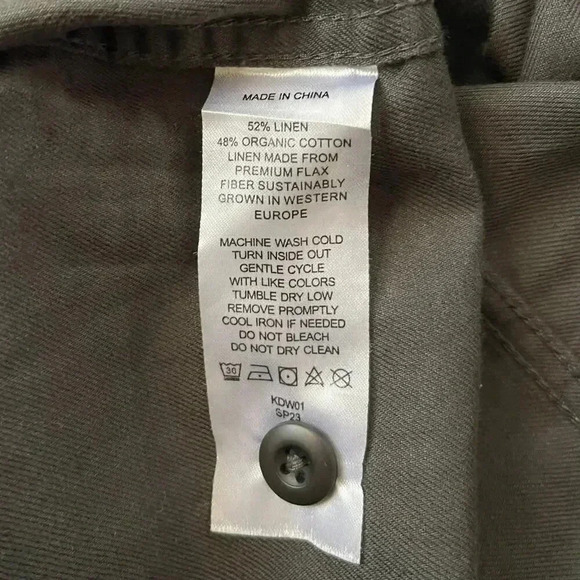 MADE IN CHINA
52% LINEN
48% ORGANIC COTTON
LINEN MADE FROM
PREMIUM FLAX
FIBER SUSTAINABLY
GROWN IN WESTERN
EUROPE
MACHINE WASH COLD
TURN INSIDE OUT
GENTLE CYCLE
WITH LIKE COLORS
TUMBLE DRY LOW
REMOVE PROMPTLY
COOL IRON IF NEEDED
DO NOT BLEACH
DO NOT DRY CLEAN
30
KDW01
SP23